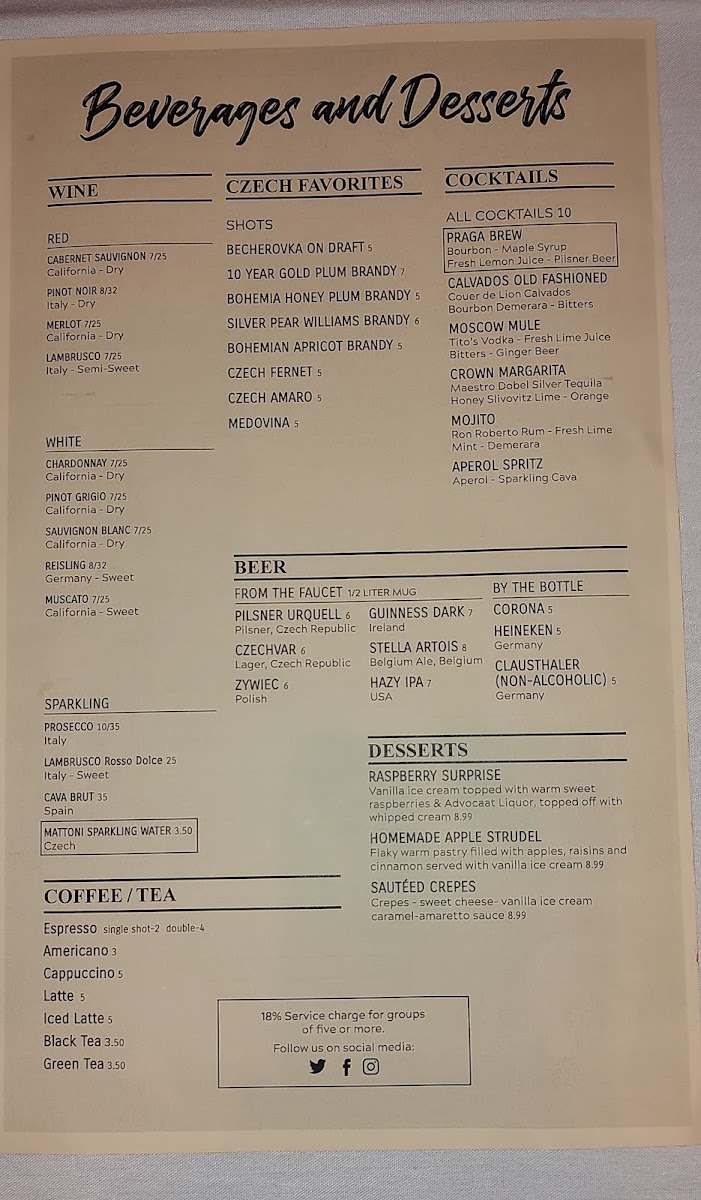 Beverages and Desserts
WINE
RED
CABERNET SAUVIGNON 7/25
California - Dry
PINOT NOIR 8/32
Italy - Dry
MERLOT 7/25
California - Dry
LAMBRUSCO 7/25
Italy - Semi-Sweet
WHITE
CHARDONNAY 7/25
California - Dry
PINOT GRIGIO 7/25
California - Dry
SAUVIGNON BLANC 7/25
California - Dry
REISLING 8/32
Germany - Sweet
MUSCATO 7/25
California - Sweet
SPARKLING
PROSECCO 10/35
Italy
LAMBRUSCO Rosso Dolce 25
Italy - Sweet
CAVA BRUT 35
Spain
MATTONI SPARKLING WATER 3.50
Czech
COFFEE / TEA
Espresso single shot-2 double-4
Americano 3
Cappuccino 5
Latte 5
Iced Latte 5
Black Tea 3.50
Green Tea 3.50
CZECH FAVORITES
SHOTS
BECHEROVKA ON DRAFT 5
10 YEAR GOLD PLUM BRANDY 7
BOHEMIA HONEY PLUM BRANDY 5
SILVER PEAR WILLIAMS BRANDY 6
BOHEMIAN APRICOT BRANDY 5
CZECH FERNET 5
CZECH AMARO 5
MEDOVINA 5
COCKTAILS
ALL COCKTAILS 10
PRAGA BREW
Bourbon - Maple Syrup
Fresh Lemon Juice - Pilsner Beer
CALVADOS OLD FASHIONED
Couer de Lion Calvados
Bourbon Demerara - Bitters
MOSCOW MULE
Tito's Vodka - Fresh Lime Juice
Bitters - Ginger Beer
CROWN MARGARITA
Maestro Dobel Silver Tequila
Honey Slivovitz Lime - Orange
MOJITO
Ron Roberto Rum - Fresh Lime
Mint - Demerara
APEROL SPRITZ
Aperol - Sparkling Cava
BEER
FROM THE FAUCET 1/2 LITER MUG
PILSNER URQUELL 6
Pilsner, Czech Republic
CZECHVAR 6
Lager, Czech Republic
ZYWIEC 6
Polish
GUINNESS DARK 7
Ireland
STELLA ARTOIS 8
Belgium Ale, Belgium
HAZY IPA 7
USA
BY THE BOTTLE
CORONA 5
HEINEKEN 5
Germany
CLAUSTHALER
(NON-ALCOHOLIC) 5
Germany
DESSERTS
RASPBERRY SURPRISE
Vanilla ice cream topped with warm sweet
raspberries & Advocaat Liquor, topped off with
whipped cream 8.99
HOMEMADE APPLE STRUDEL
Flaky warm pastry filled with apples, raisins and
cinnamon served with vanilla ice cream 8.99
SAUTÉED CREPES
Crepes - sweet cheese- vanilla ice cream
caramel-amaretto sauce 8.99
18% Service charge for groups
of five or more.
Follow us on social media: